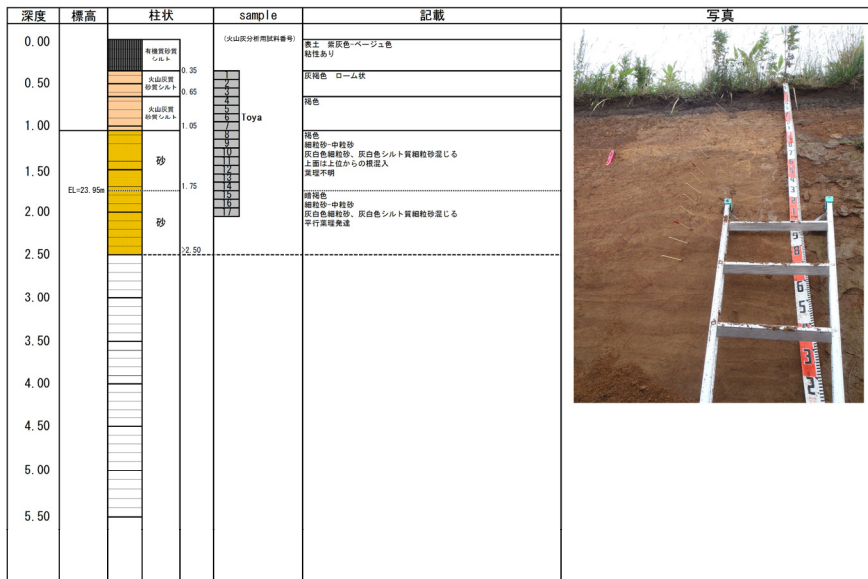 深度 標高 柱状 sample 記載 写真
(火山灰分析用試料番号)
0.00
有機質砂質
シルト
表土 紫灰色-ベージュ色
粘性あり
0.35
0.50
火山灰質
砂質シルト
1
2
3
灰褐色 ローム状
0.65
火山灰質
砂質シルト
4
5
6 Toya
7
褐色
1.00
1.05
EL=23.95m
砂
8
9
10
11
12
13
14
褐色
細粒砂-中粒砂
灰白色細粒砂、灰白色シルト質細粒砂混じる
上面は上位からの根混入
葉理不明
1.50
1.75
砂
15
16
17
暗褐色
細粒砂-中粒砂
灰白色細粒砂、灰白色シルト質細粒砂混じる
平行葉理発達
2.00
2.50
>2.50
3.00
3.50
4.00
4.50
5.00
5.50
9
8
6
5
3
2